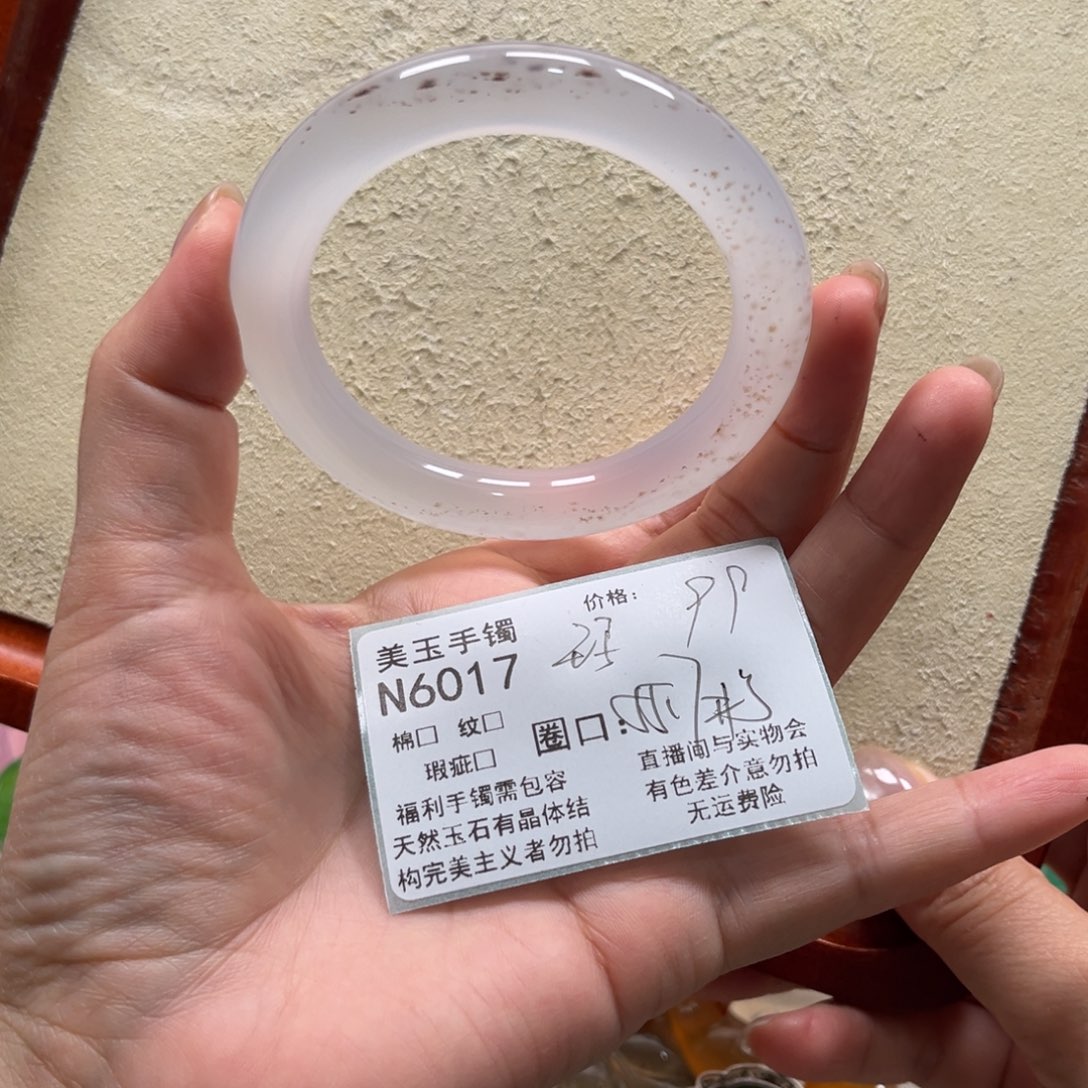 价格: 99
美玉手镯
N6017
棉□ 纹□
圈口:
瑕疵□
福利手镯需包容
天然玉石有晶体结
构完美主义者勿拍
直播间与实物会
有色差介意勿拍
无运费险